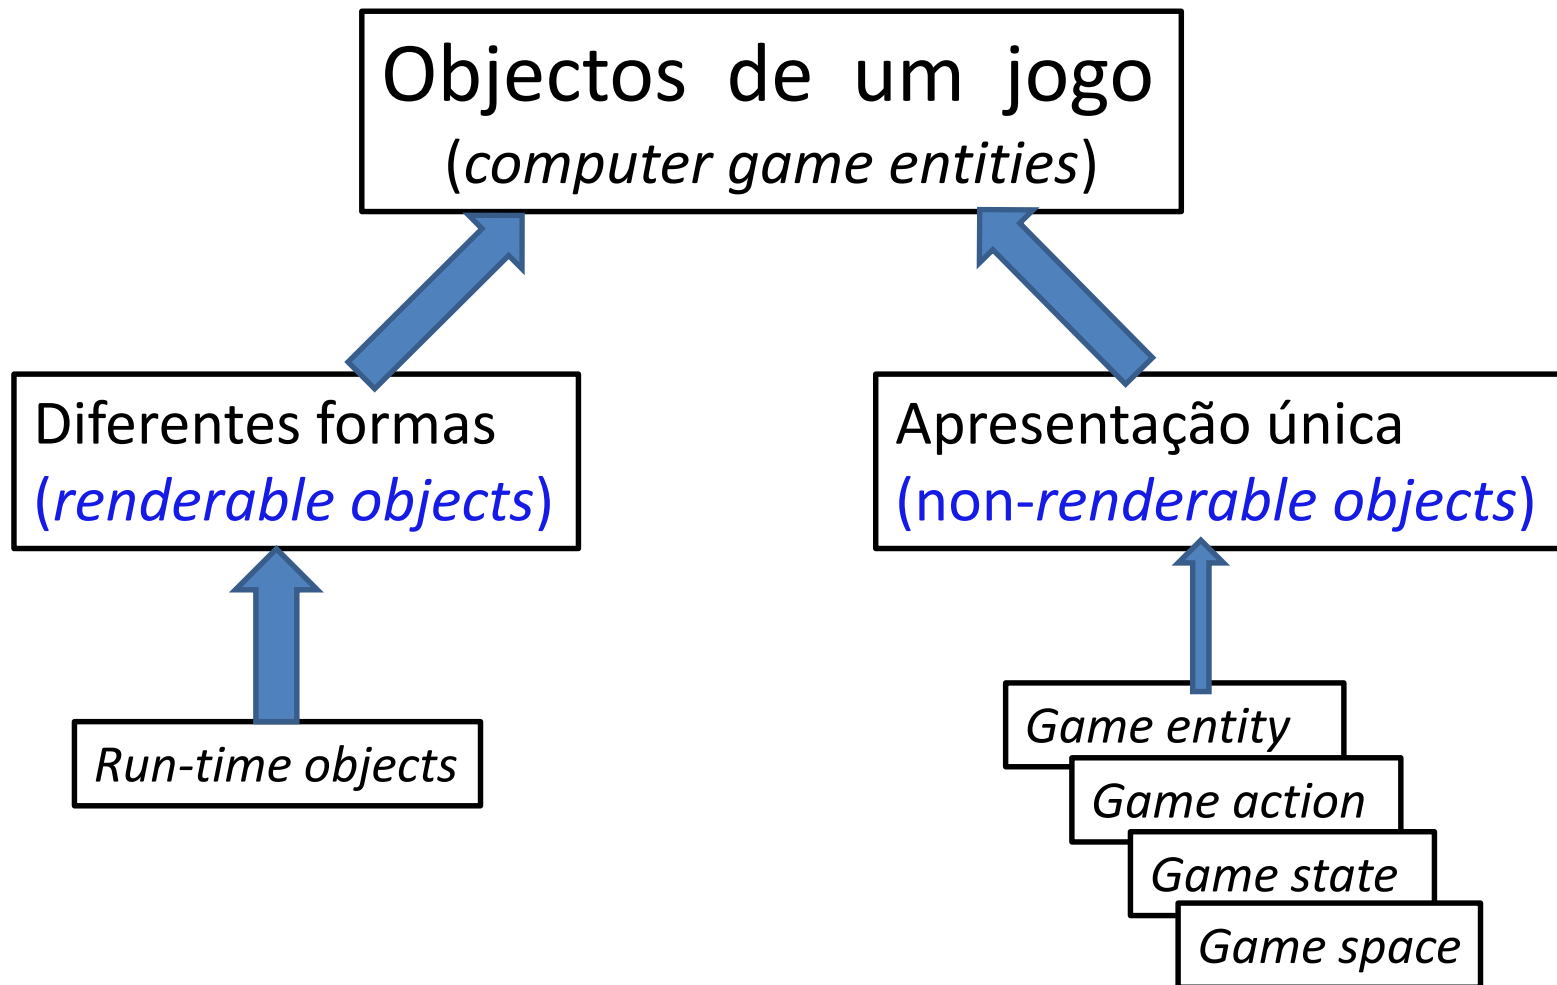 Objectos de um jogo
(computer game entities)
Diferentes formas
(renderable objects)
Apresentação única
(non-renderable objects)
Run-time objects
Game entity
Game action
Game state
Game space